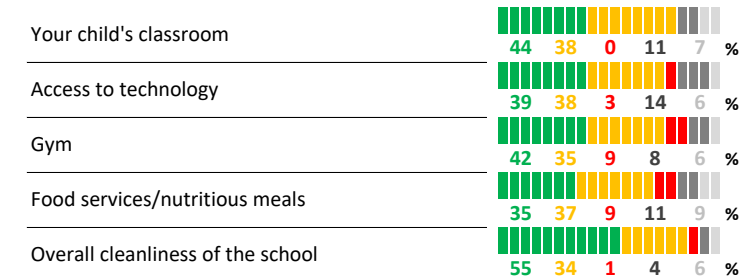 Your child's classroom
44 38 0 11 7 %
Access to technology
39 38 3 14 6 %
Gym
42 35 9 8 6 %
Food services/nutritious meals
35 37 9 11 9 %
Overall cleanliness of the school
55 34 1 4 6 %